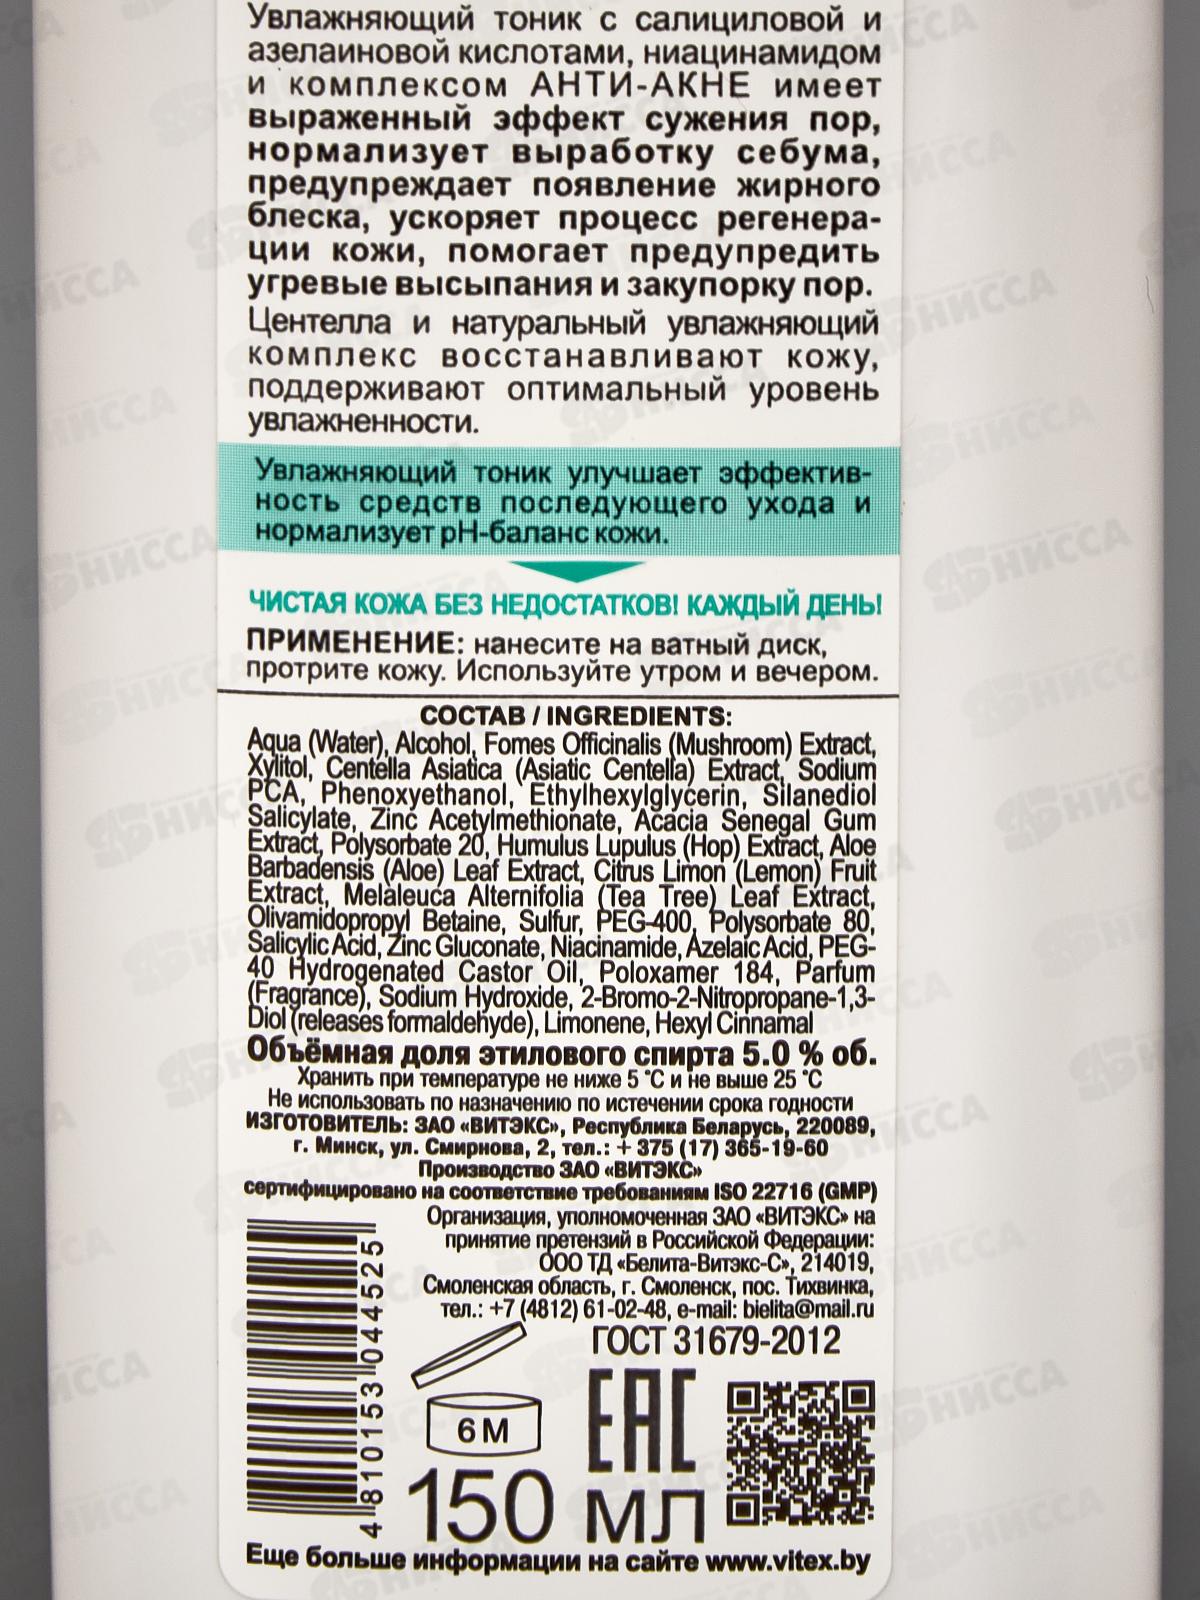 Увлажняющий тоник с салициловой и
азелаиновой кислотами, ниацинамидом
и комплексом АНТИ-АКНЕ имеет
выраженный эффект сужения пор,
нормализует выработку себума,
предупреждает появление жирного
блеска, ускоряет процесс регенера-
ции кожи, помогает предупредить
угревые высыпания и закупорку пор.
Центелла и натуральный увлажняющий
комплекс восстанавливают кожу,
поддерживают оптимальный уровень
увлажненности.
Увлажняющий тоник улучшает эффектив-
ность средств последующего ухода и
нормализует pH-баланс кожи.
ЧИСТАЯ КОЖА БЕЗ НЕДОСТАТКОВ! КАЖДЫЙ ДЕНЬ!
ПРИМЕНЕНИЕ: нанесите на ватный диск,
протрите кожу. Используйте утром и вечером.
СОСТАВ / INGREDIENTS:
Aqua (Water), Alcohol, Fomes Officinalis (Mushroom) Extract,
Xylitol, Centella Asiatica (Asiatic Centella) Extract, Sodium
PCA, Phenoxyethanol, Ethylhexylglycerin, Silanediol
Salicylate, Zinc Acetylmethionate, Acacia Senegal Gum
Extract, Polysorbate 20, Humulus Lupulus (Hop) Extract, Aloe
Barbadensis (Aloe) Leaf Extract, Citrus Limon (Lemon) Fruit
Extract, Melaleuca Alternifolia (Tea Tree) Leaf Extract,
Olivamidopropyl Betaine, Sulfur, PEG-400, Polysorbate 80,
Salicylic Acid, Zinc Gluconate, Niacinamide, Azelaic Acid, PEG-
40 Hydrogenated Castor Oil, Poloxamer 184, Parfum
(Fragrance), Sodium Hydroxide, 2-Bromo-2-Nitropropane-1,3-
Diol (releases formaldehyde), Limonene, Hexyl Cinnamal
Объёмная доля этилового спирта 5.0 % об.
Хранить при температуре не ниже 5 °C и не выше 25 °C
Не использовать по назначению по истечении срока годности
ИЗГОТОВИТЕЛЬ: ЗАО «ВИТЭКС», Республика Беларусь, 220089,
г. Минск, ул. Смирнова, 2, тел.: + 375 (17) 365-19-60
Производство ЗАО «ВИТЭКС»
сертифицировано на соответствие требованиям ISO 22716 (GMP)
Организация, уполномоченная ЗАО «ВИТЭКС» на
принятие претензий в Российской Федерации:
ООО ТД «Белита-Витэкс-С», 214019,
Смоленская область, г. Смоленск, пос. Тихвинка,
тел.: +7 (4812) 61-02-48, e-mail: bielita@mail.ru
4 810153 044525
ГОСТ 31679-2012
6 М
ЕАС
150 МЛ
Еще больше информации на сайте www.vitex.by